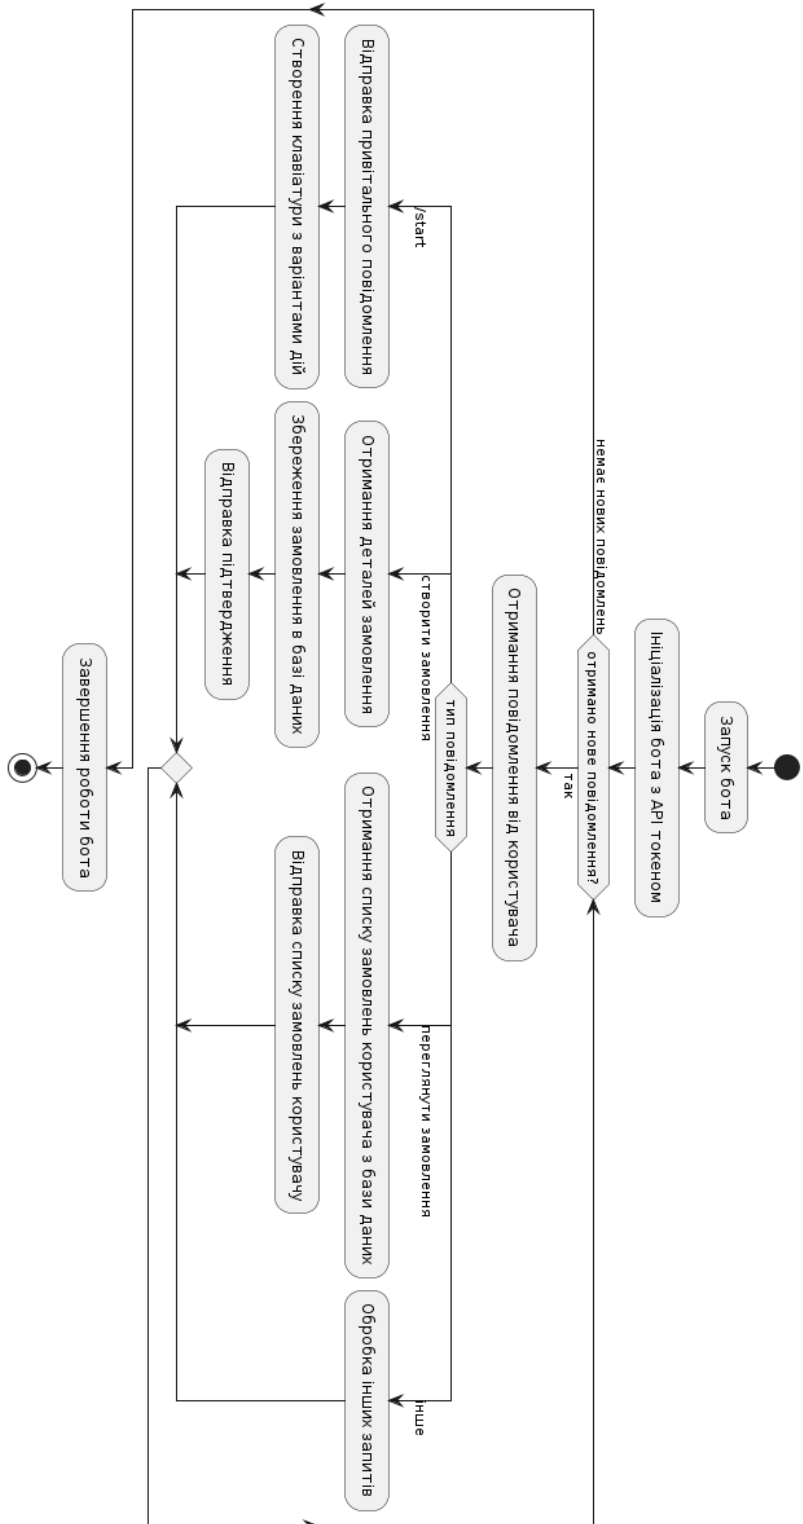 Запуск бота
Ініціалізація бота з API токеном
отримано нове повідомлення?
немає нових повідомлень
так
Отримання повідомлення від користувача
тип повідомлення
/start
Відправка привітального повідомлення
Створення клавіатури з варіантами дій
створити замовлення
Отримання деталей замовлення
Збереження замовлення в базі даних
Відправка підтвердження
переглянути замовлення
Отримання списку замовлень користувача з бази даних
Відправка списку замовлень користувачу
інше
Обробка інших запитів
Завершення роботи бота